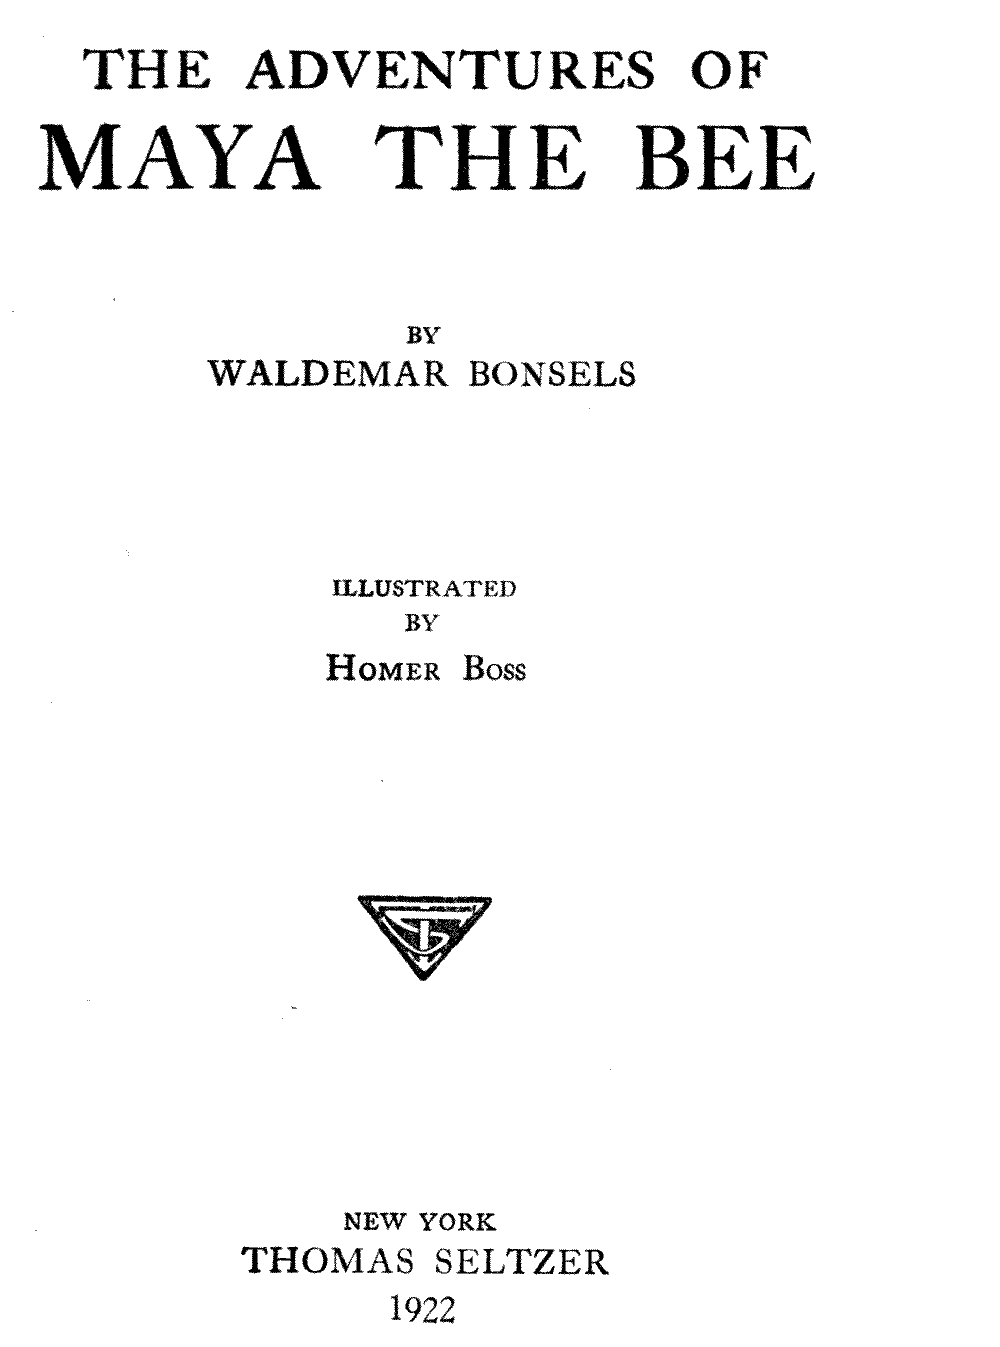 THE ADVENTURES OF
MAYA THE BEE
BY
WALDEMAR BONSELS
ILLUSTRATED
BY
HOMER BOSS
NEW YORK
THOMAS SELTZER
1922